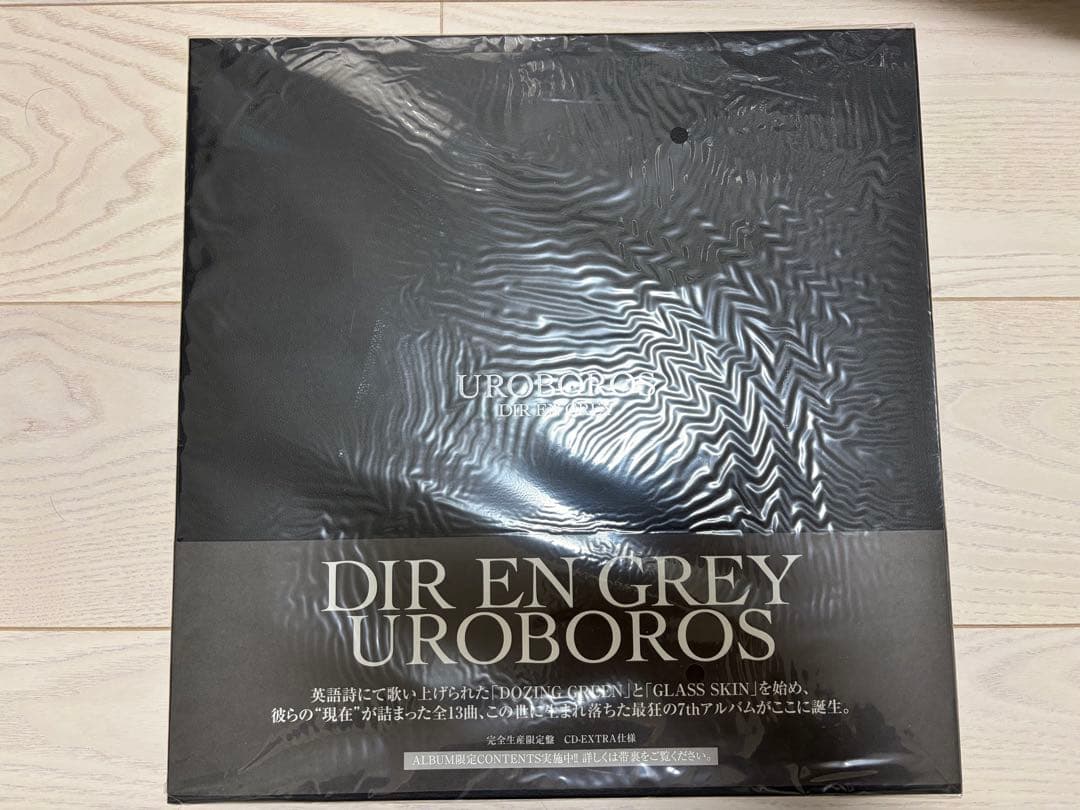 UROBOROS
DIR EN GREY
DIR EN GREY
UROBOROS
英語詩にて歌い上げられた「DOZING GREEN」と「GLASS SKIN」を始め、
彼らの“現在”が詰まった全13曲、この世に生まれ落ちた最狂の7thアルバムがここに誕生。
完全生産限定盤 CD-EXTRA仕様
ALBUM限定CONTENTS実施中!! 詳しくは帯裏をご覧ください。